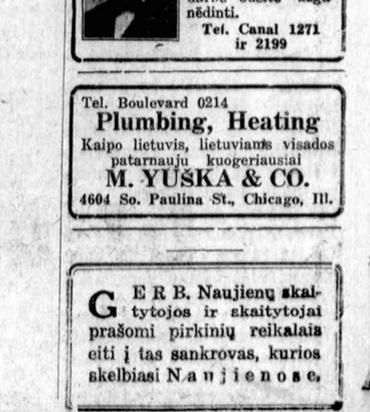 nėdinti.
Tel. Canal 1271
ir 2199
Tel. Boulevard 0214
Plumbing, Heating
Kaipo lietuvis, lietuviams visados
patarnauju kuogeriausiai
M. YUŠKA & CO.
4604 So. Paulina St., Chicago, Ill.
GERB. Naujienų skai-
tytojos ir skaitytojai
prašomi pirkinių reikalais
eiti į tas sankrovas, kurios
skelbiasi Naujienose.